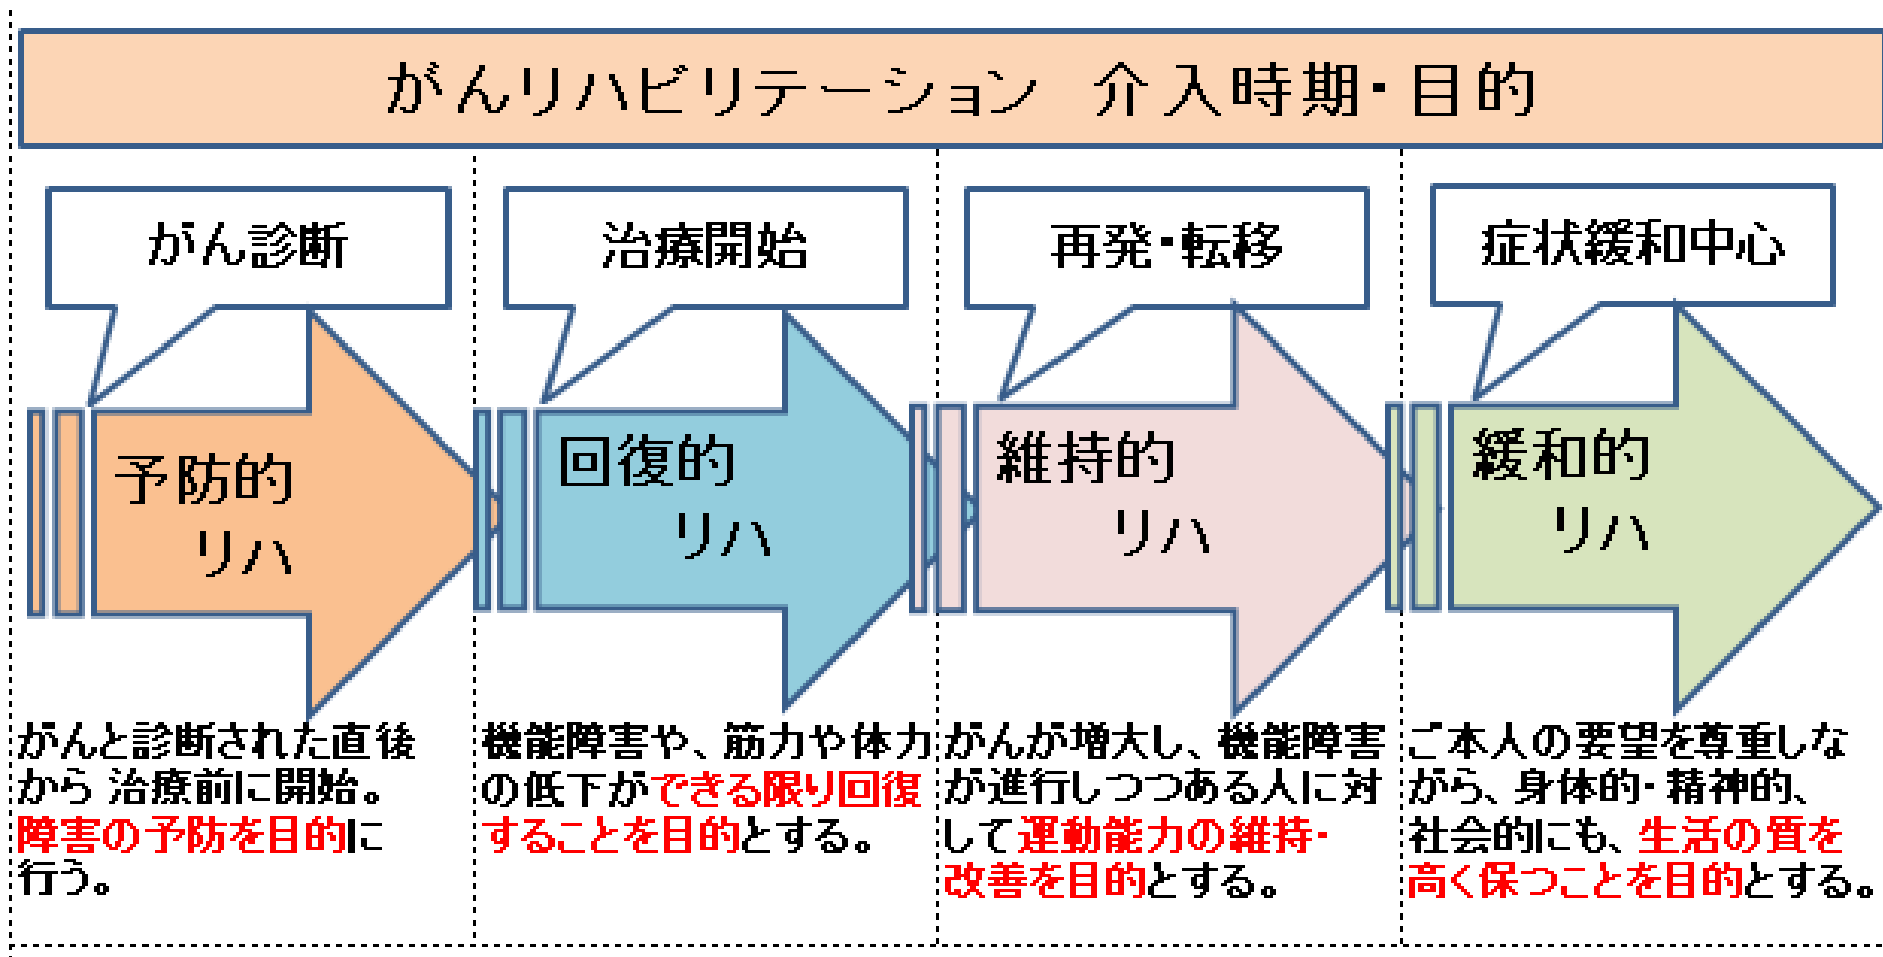 がんリハビリテーション 介入時期・目的
がん診断
治療開始
再発・転移
症状緩和中心
予防的
リハ
回復的
リハ
維持的
リハ
緩和的
リハ
がんと診断された直後
から 治療前に開始。
障害の予防を目的に
行う。
機能障害や、筋力や体力
の低下ができる限り回復
することを目的とする。
がんが増大し、機能障害
が進行しつつある人に対
して運動能力の維持・
改善を目的とする。
ご本人の要望を尊重しな
がら、身体的・精神的、
社会的にも、生活の質を
高く保つことを目的とする。